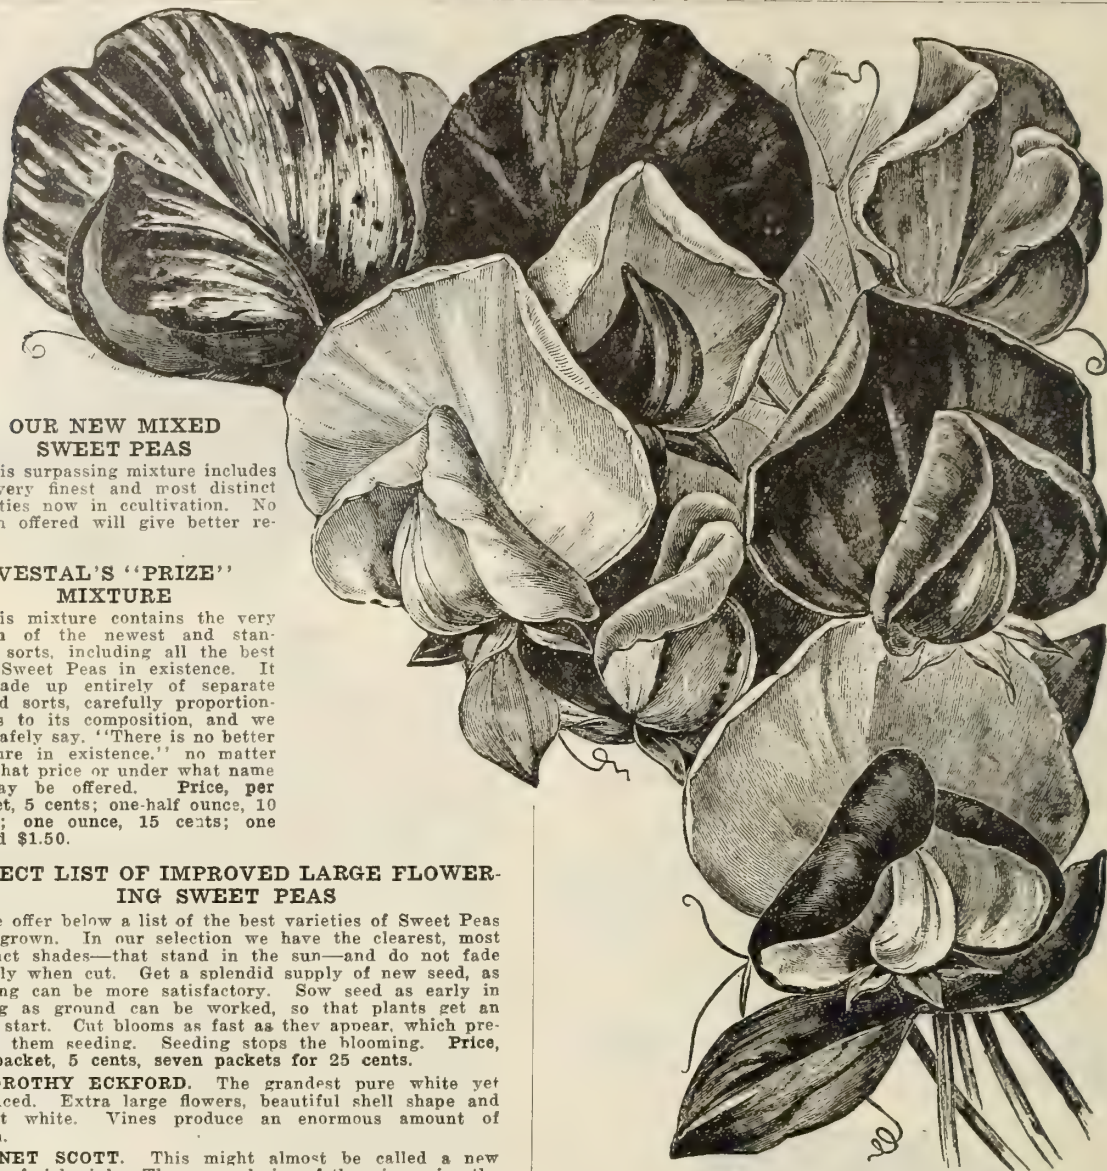 OUR NEW MIXED
SWEET PEAS
is surpassing mixture includes
very finest and most distinct
ties now in ccultivation. No
n offered will give better re-
VESTAL'S "PRIZE"
MIXTURE
is mixture contains the very
n of the newest and stan-
sorts, including all the best
Sweet Peas in existence. It
ade up entirely of separate
d sorts, carefully proportion-
s to its composition, and we
afely say. "There is no better
ure in existence." no matter
hat price or under what name
ay be offered. Price, per
et, 5 cents; one-half ounce, 10
; one ounce, 15 cents; one
d $1.50.
ECT LIST OF IMPROVED LARGE FLOWER-
ING SWEET PEAS
e offer below a list of the best varieties of Sweet Peas
grown. In our selection we have the clearest, most
ct shades—that stand in the sun—and do not fade
ly when cut. Get a splendid supply of new seed, as
ng can be more satisfactory. Sow seed as early in
g as ground can be worked, so that plants get an
start. Cut blooms as fast as they appear, which pre-
them seeding. Seeding stops the blooming. Price,
packet, 5 cents, seven packets for 25 cents.
ROTHY ECKFORD. The grandest pure white yet
ced. Extra large flowers, beautiful shell shape and
t white. Vines produce an enormous amount of
NET SCOTT. This might almost be called a new